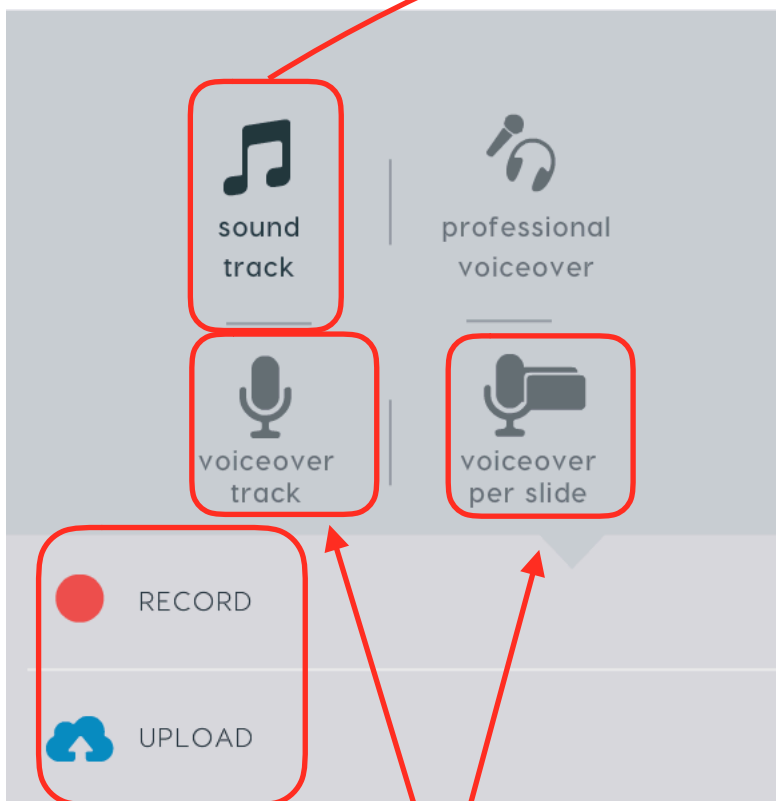 sound
track
professional
voiceover
voiceover
track
voiceover
per slide
RECORD
UPLOAD